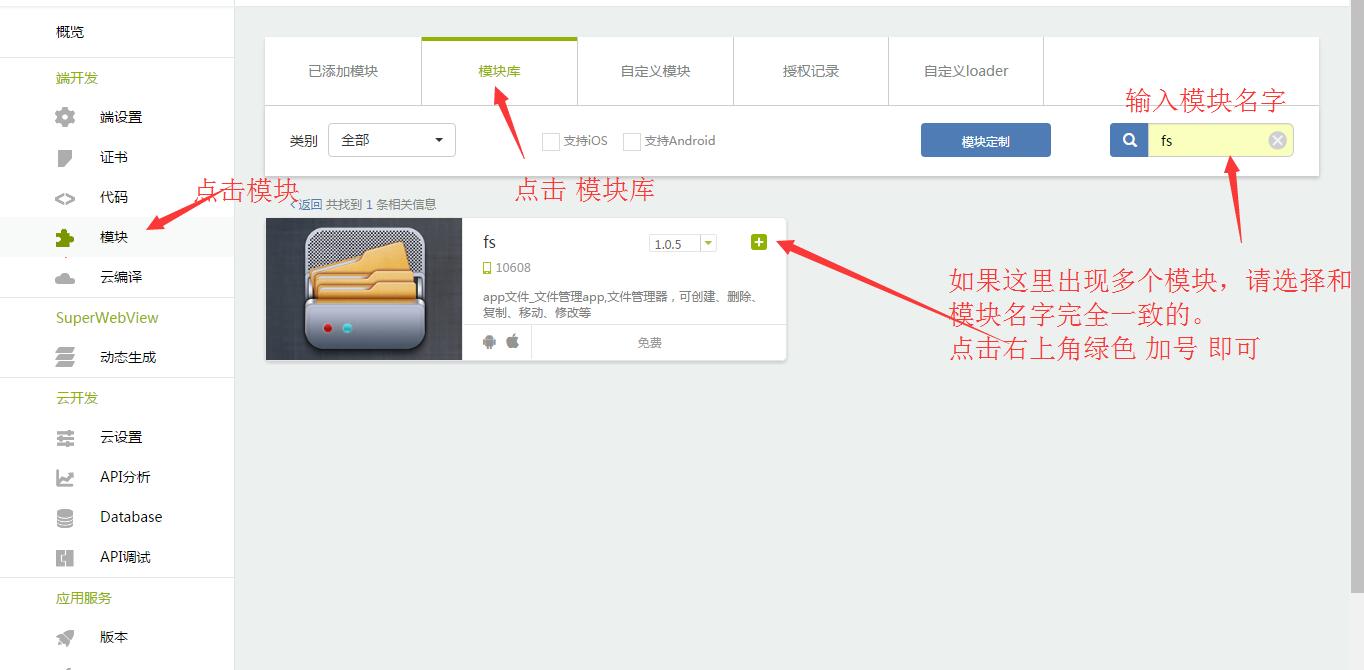 概览
端开发
端设置
证书
代码
模块
云编译
SuperWebView
动态生成
云开发
云设置
API分析
Database
API调试
应用服务
版本
已添加模块
模块库
自定义模块
授权记录
自定义loader
输入模块名字
类别
全部
支持iOS
支持Android
模块定制
fs
点击模块
点击 模块库
返回 共找到 1 条相关信息
fs
1.0.5
10608
app文件_文件管理app,文件管理器，可创建、删除、
复制、移动、修改等
免费
如果这里出现多个模块，请选择和
模块名字完全一致的。
点击右上角绿色 加号 即可